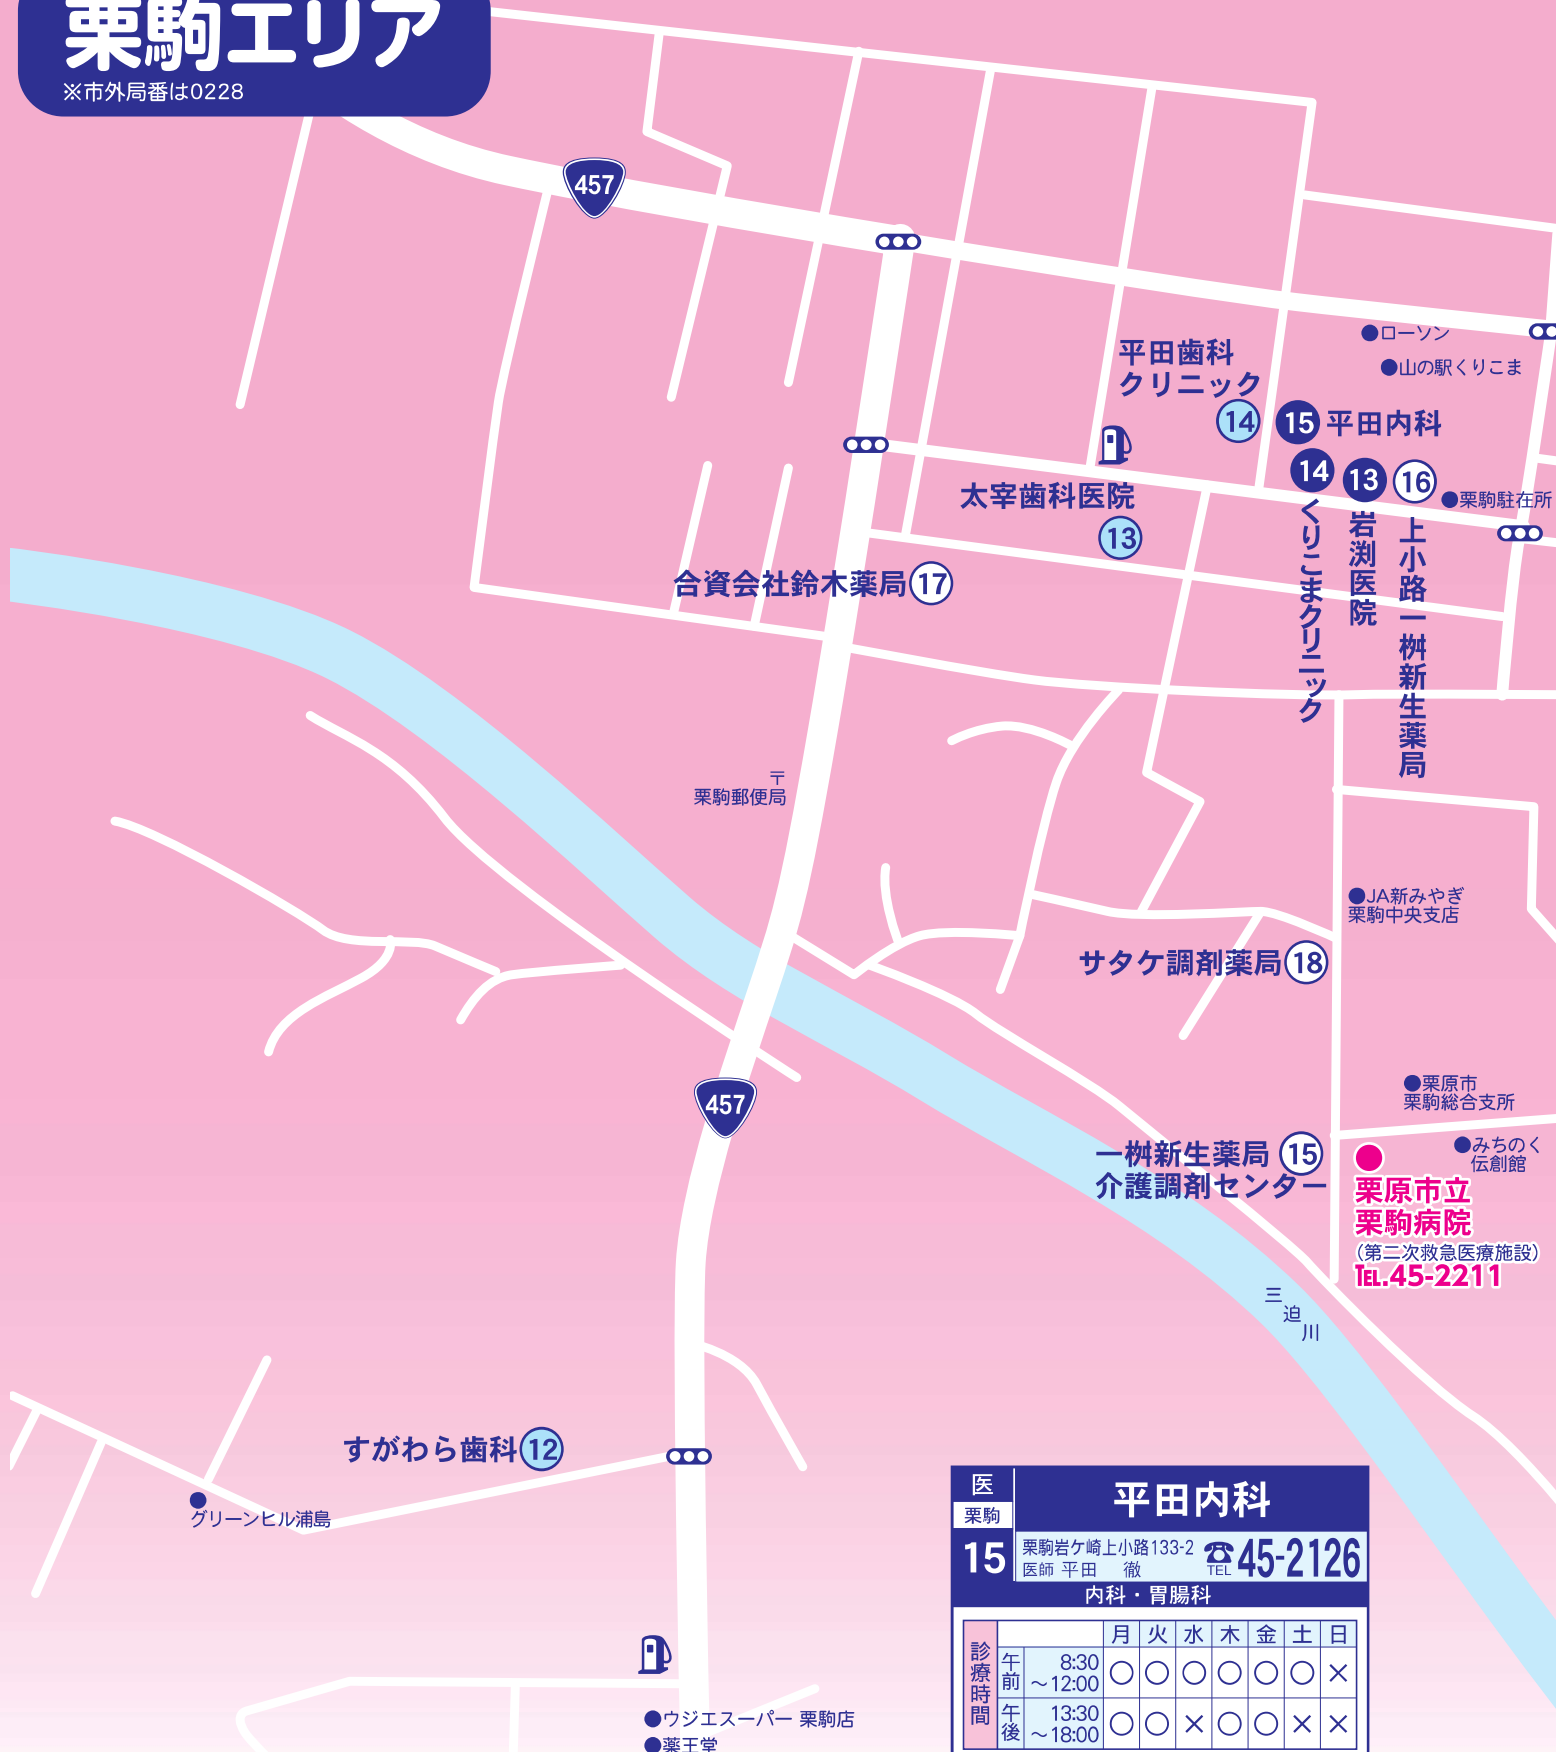 栗駒エリア
※市外局番は0228
457
ローソン
山の駅くりこま
平田歯科
クリニック
14
15 平田内科
14
くりこまクリニック
13
岩渕医院
16
上小路一桝新生薬局
栗駒駐在所
太宰歯科医院
13
合資会社鈴木薬局 17
〒
栗駒郵便局
JA新みやぎ
栗駒中央支店
サタケ調剤薬局 18
栗原市
栗駒総合支所
457
みちのく
伝創館
一桝新生薬局 15
介護調剤センター
栗原市立
栗駒病院
(第二次救急医療施設)
TEL.45-2211
三迫川
すがわら歯科 12
グリーンヒル浦島
医
栗駒
15
平田内科
栗駒岩ケ崎上小路133-2
医師 平田 徹
TEL 45-2126
内科・胃腸科
診療時間
月 火 水 木 金 土 日
午前 8:30～12:00 ○ ○ ○ ○ ○ ○ ×
午後 13:30～18:00 ○ ○ × ○ ○ × ×
ウジエスーパー 栗駒店
薬王堂